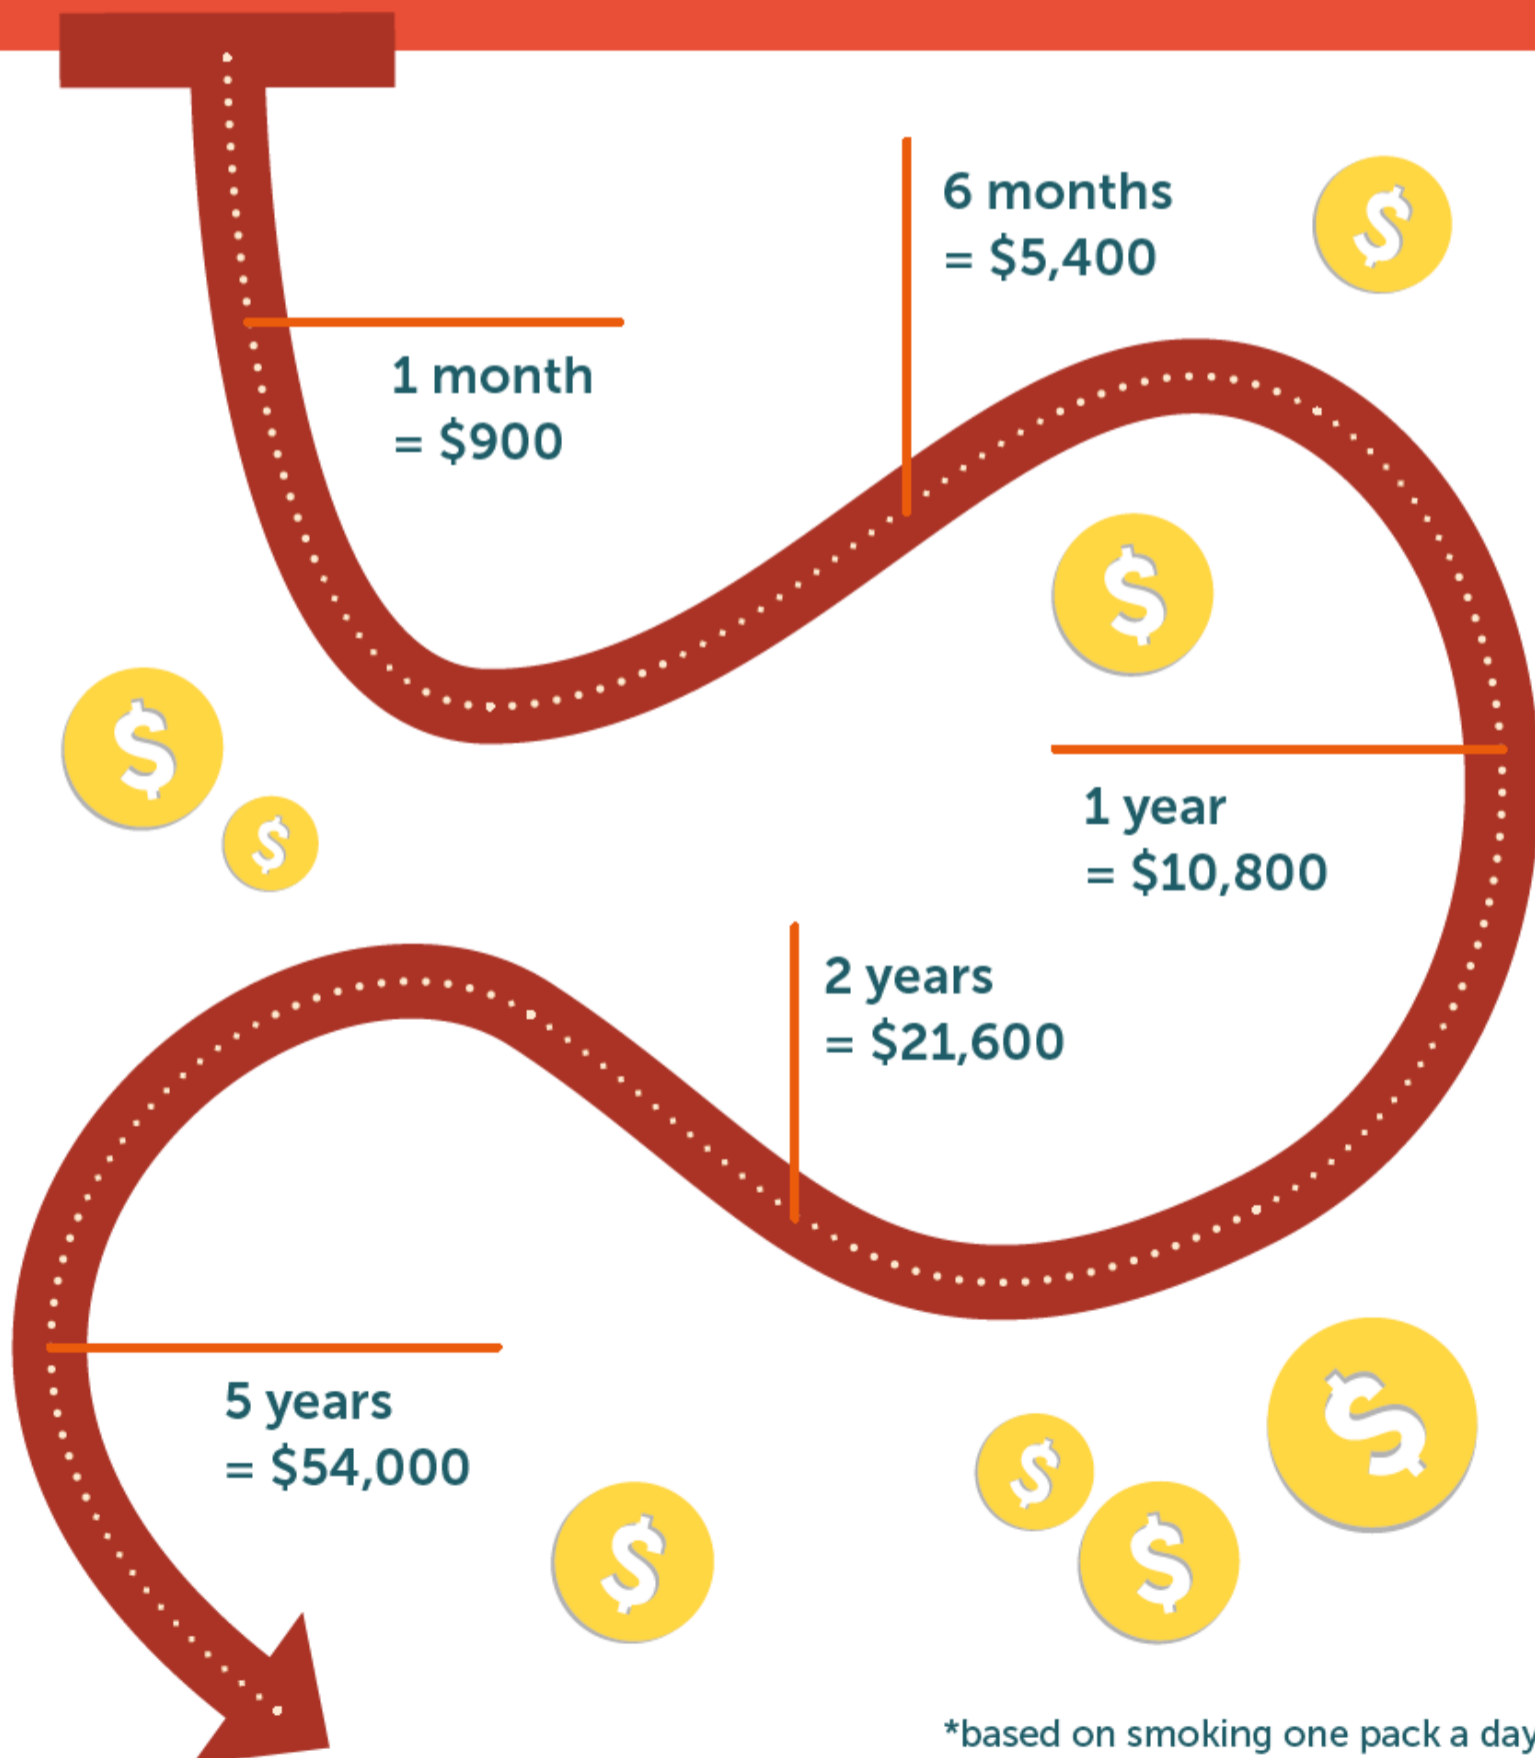 1 month
= $900
6 months
= $5,400
1 year
= $10,800
2 years
= $21,600
5 years
= $54,000
*based on smoking one pack a day